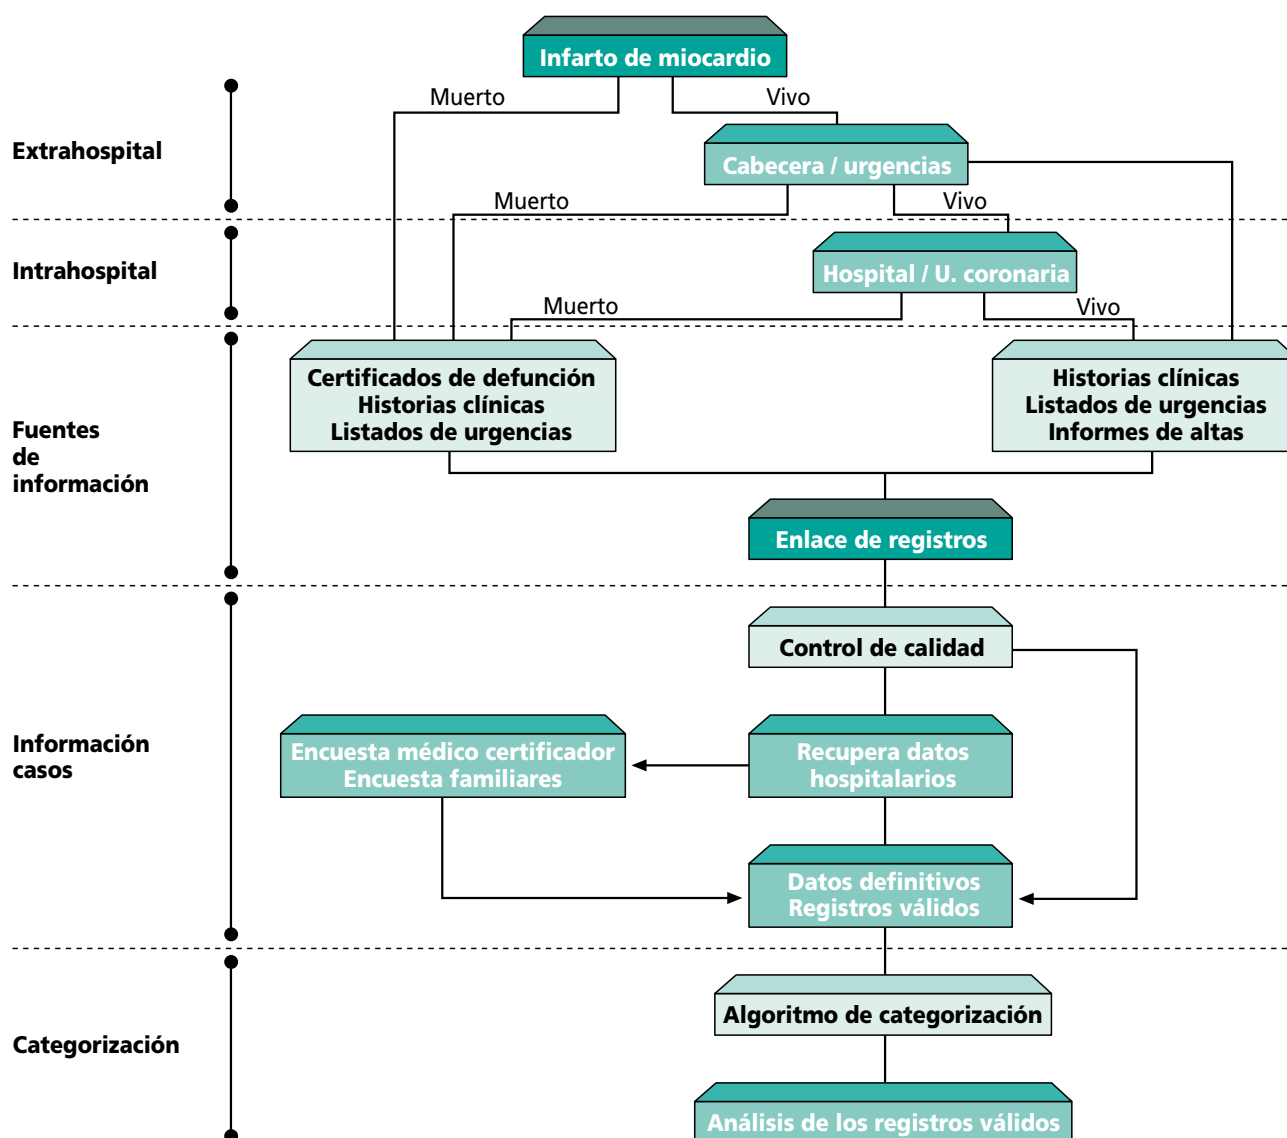 Infarto de miocardio
Muerto
Vivo
Extrahospital
Cabecera / urgencias
Muerto
Vivo
Intrahospital
Hospital / U. coronaria
Muerto
Vivo
Fuentes
de
información
Certificados de defunción
Historias clínicas
Listados de urgencias
Historias clínicas
Listados de urgencias
Informes de altas
Enlace de registros
Control de calidad
Información
casos
Encuesta médico certificador
Encuesta familiares
Recupera datos
hospitalarios
Datos definitivos
Registros válidos
Categorización
Algoritmo de categorización
Análisis de los registros válidos